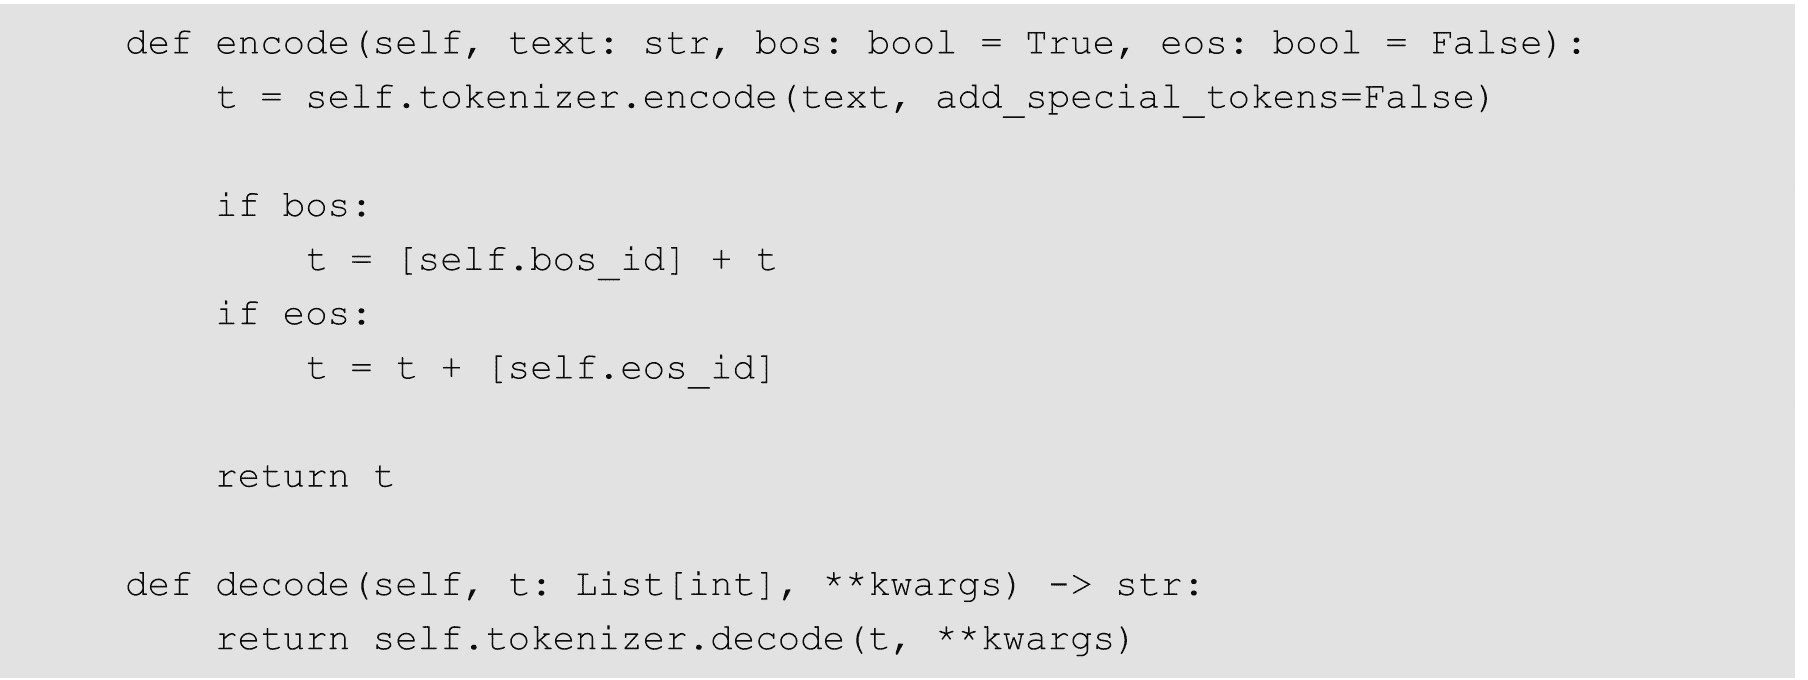 def encode(self, text: str, bos: bool = True, eos: bool = False):
    t = self.tokenizer.encode(text, add_special_tokens=False)

    if bos:
        t = [self.bos_id] + t
    if eos:
        t = t + [self.eos_id]

    return t

def decode(self, t: List[int], **kwargs) -> str:
    return self.tokenizer.decode(t, **kwargs)